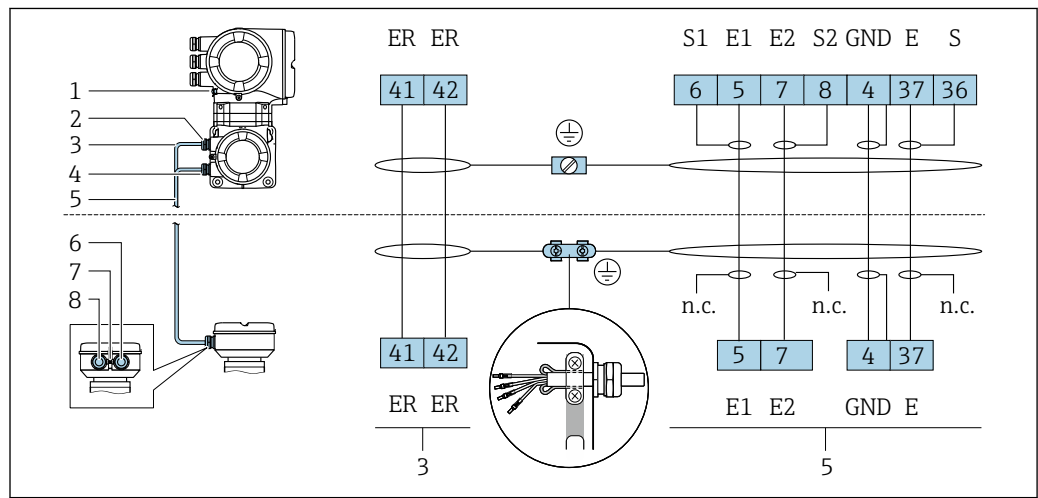 ER ER
S1 E1 E2 S2 GND E S
41 42
6 5 7 8 4 37 36
1
2
3
4
5
6
7
8
n.c.
n.c.
n.c.
41 42
5 7
4 37
ER ER
E1 E2
GND E
3
5